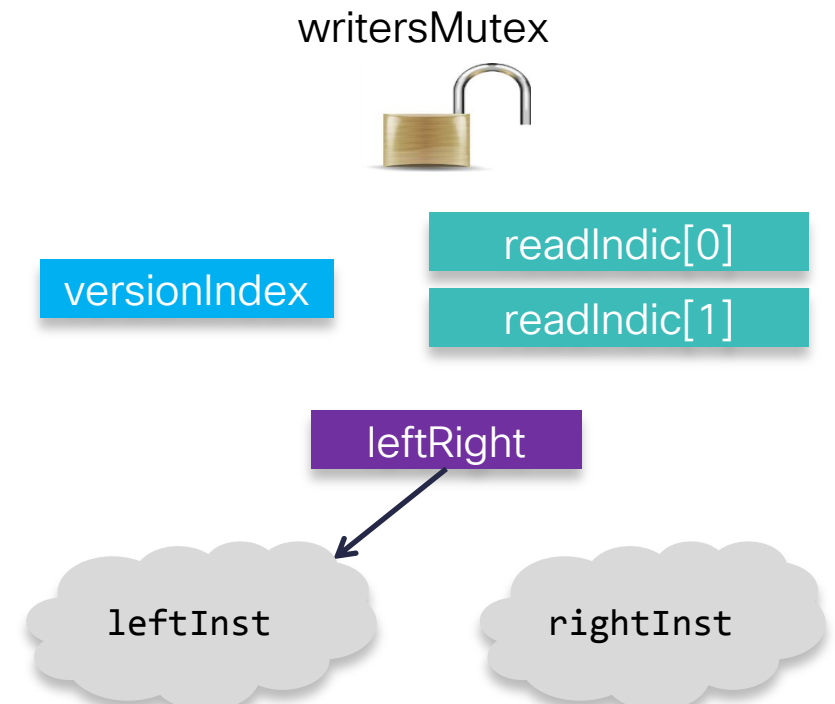 writersMutex
versionIndex
readIndic[0]
readIndic[1]
leftRight
leftInst
rightInst